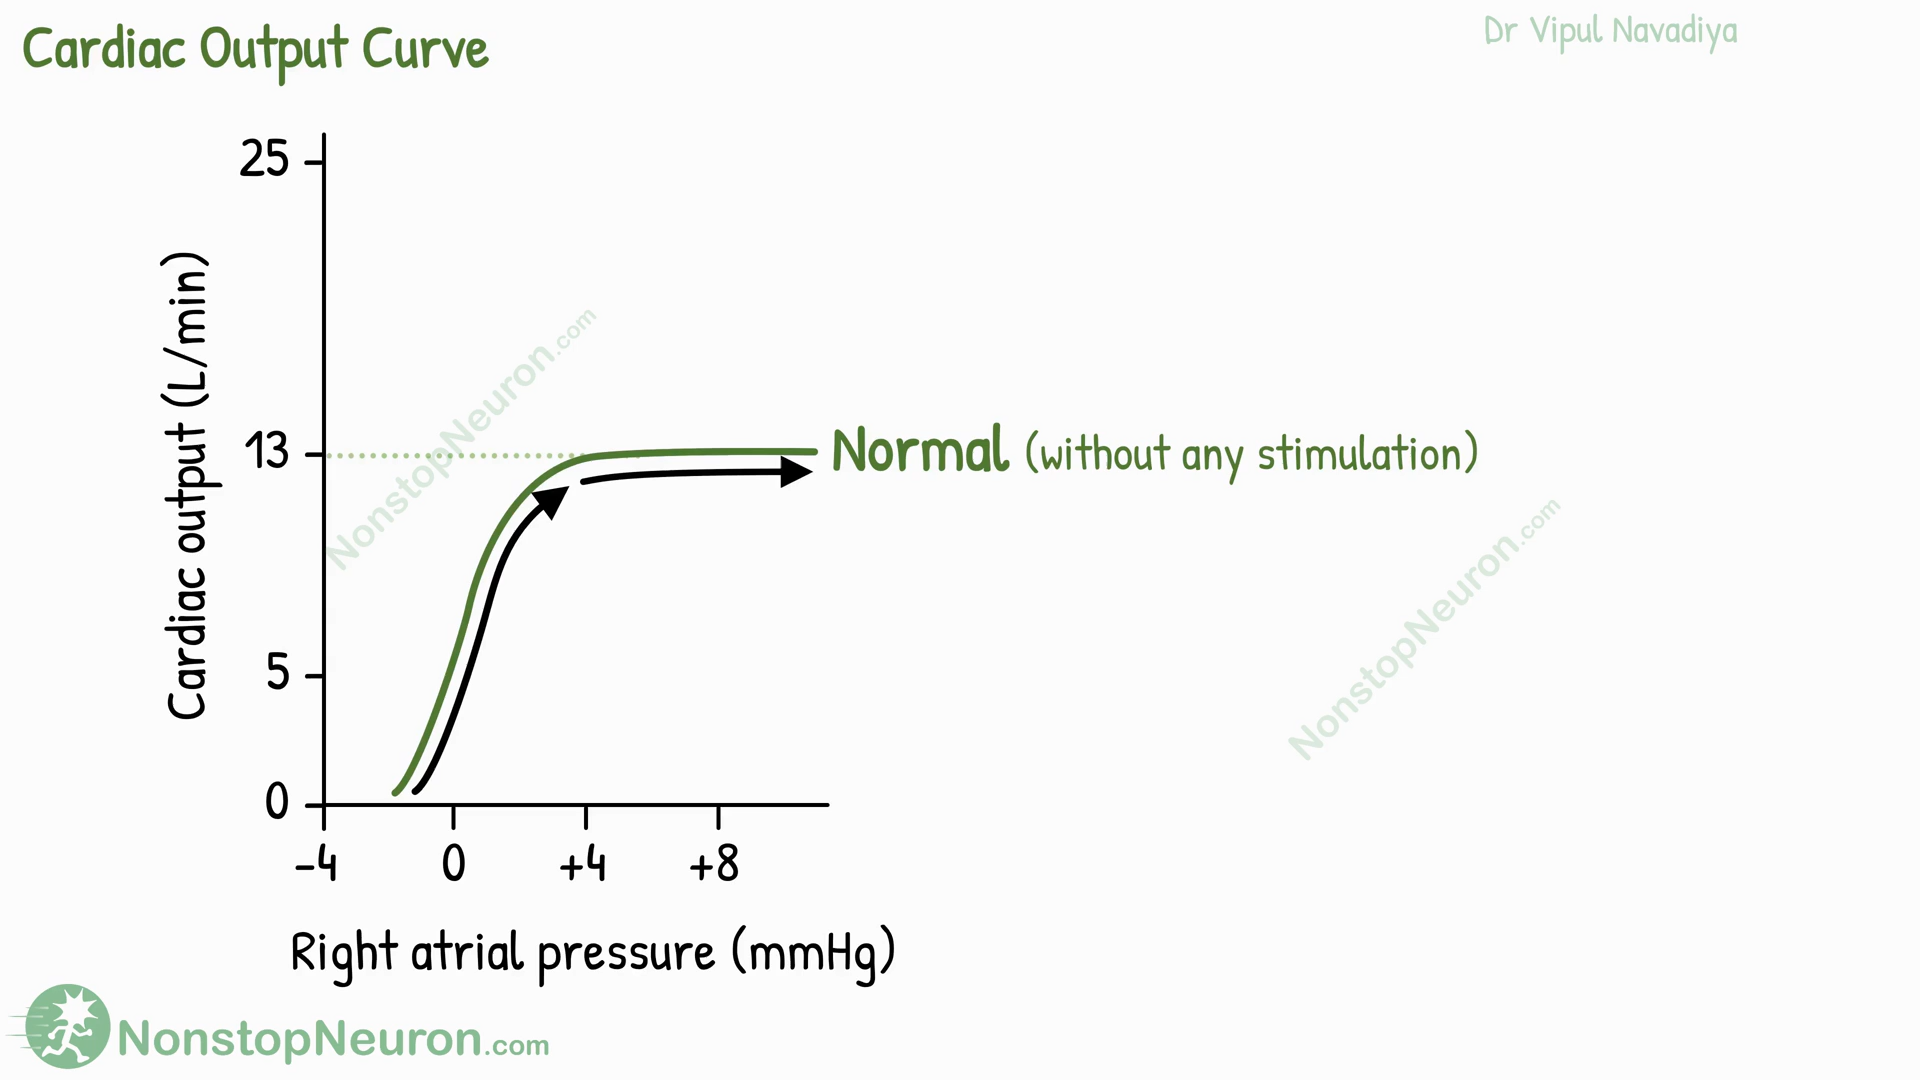 Cardiac Output Curve
Dr Vipul Navadiya
25
13
5
0
Cardiac output (L/min)
Normal (without any stimulation)
NonstopNeuron.com
NonstopNeuron.com
-4 0 +4 +8
Right atrial pressure (mmHg)
NonstopNeuron.com